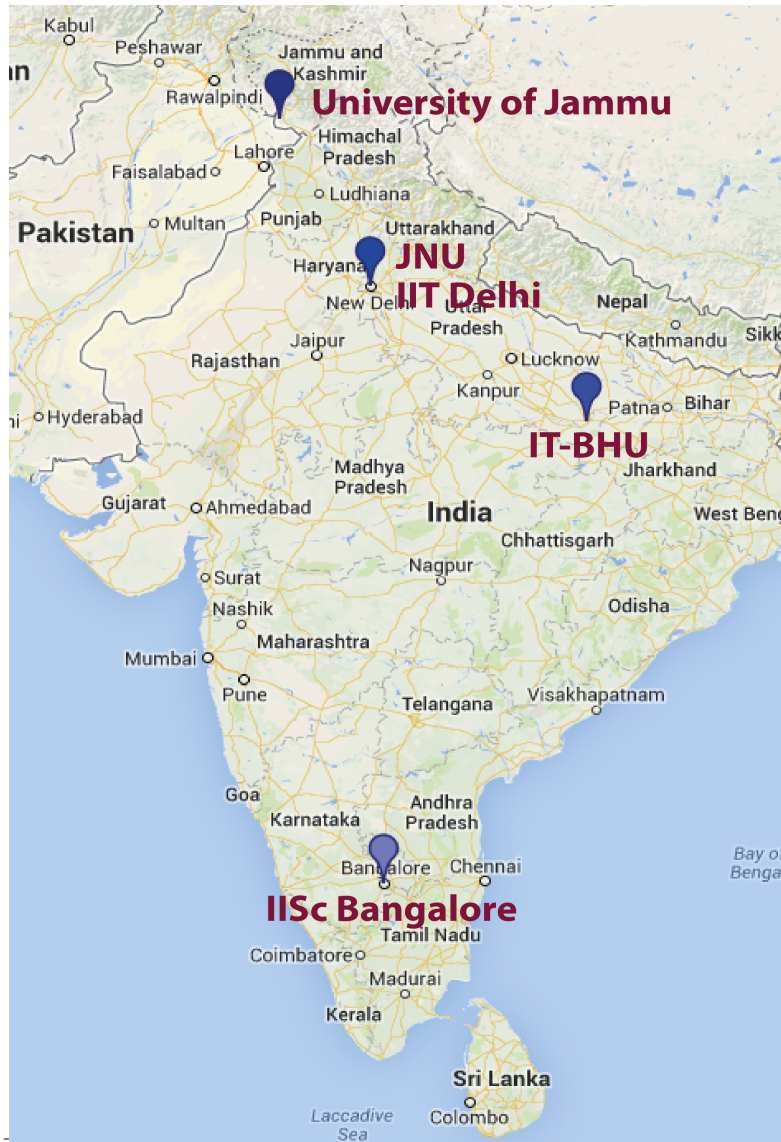 Kabul
Peshawar
an
Jammu and
Kashmir
Rawalpindi
University of Jammu
Himachal
Pradesh
Lahore
Faisalabad
Ludhiana
Multan
Punjab
Pakistan
Uttarakhand
JNU
Haryana
IIT Delhi
New Delhi
Uttar
Pradesh
Nepal
Kathmandu
Sikk
Jaipur
Rajasthan
Lucknow
Kanpur
ni
Hyderabad
Patna
Bihar
IT-BHU
Madhya
Pradesh
Jharkhand
Gujarat
Ahmedabad
India
West Beng
Chhattisgarh
Nagpur
Surat
Nashik
Odisha
Maharashtra
Mumbai
Pune
Telangana
Visakhapatnam
Goa
Karnataka
Andhra
Pradesh
Bangalore
Chennai
Bay of
Benga
IISc Bangalore
Tamil Nadu
Coimbatore
Madurai
Kerala
Sri Lanka
Colombo
Laccadive
Sea